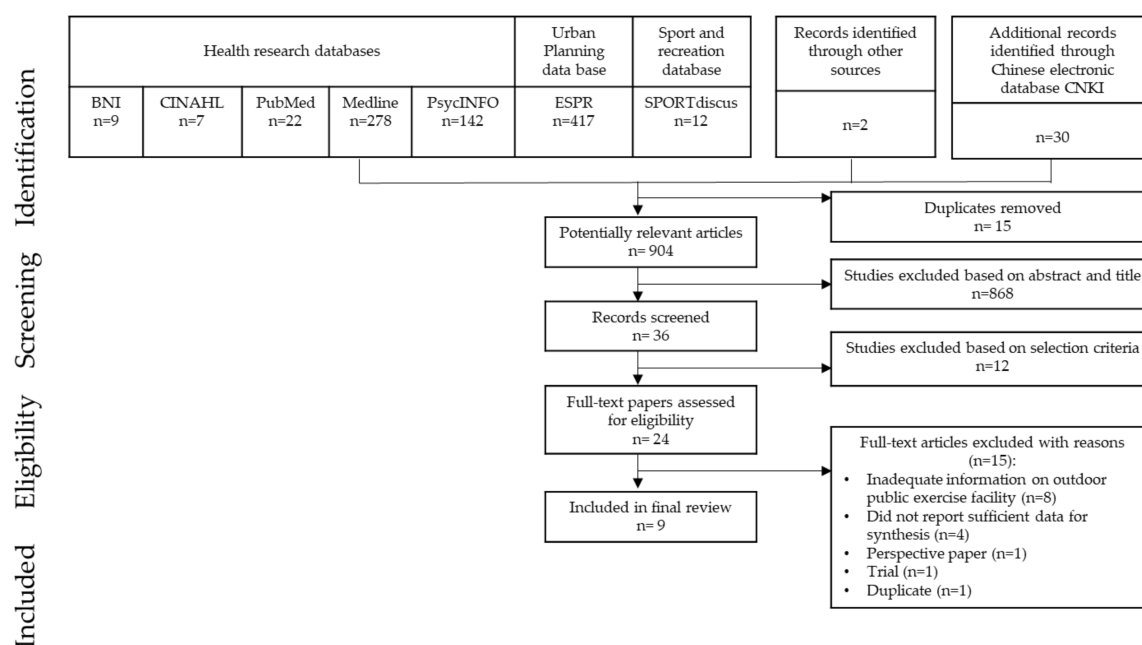 Identification
Screening
Eligibility
Included
Health research databases
Urban
Planning
data base
Sport and
recreation
database
BNI
n=9
CINAHL
n=7
PubMed
n=22
Medline
n=278
PsycINFO
n=142
ESPR
n=417
SPORTdiscus
n=12
Records identified
through other
sources
n=2
Additional records
identified through
Chinese electronic
database CNKI
n=30
Duplicates removed
n= 15
Potentially relevant articles
n= 904
Studies excluded based on abstract and title
n=868
Records screened
n= 36
Studies excluded based on selection criteria
n=12
Full-text papers assessed
for eligibility
n= 24
Full-text articles excluded with reasons
(n=15):
• Inadequate information on outdoor
public exercise facility (n=8)
• Did not report sufficient data for
synthesis (n=4)
• Perspective paper (n=1)
• Trial (n=1)
• Duplicate (n=1)
Included in final review
n= 9